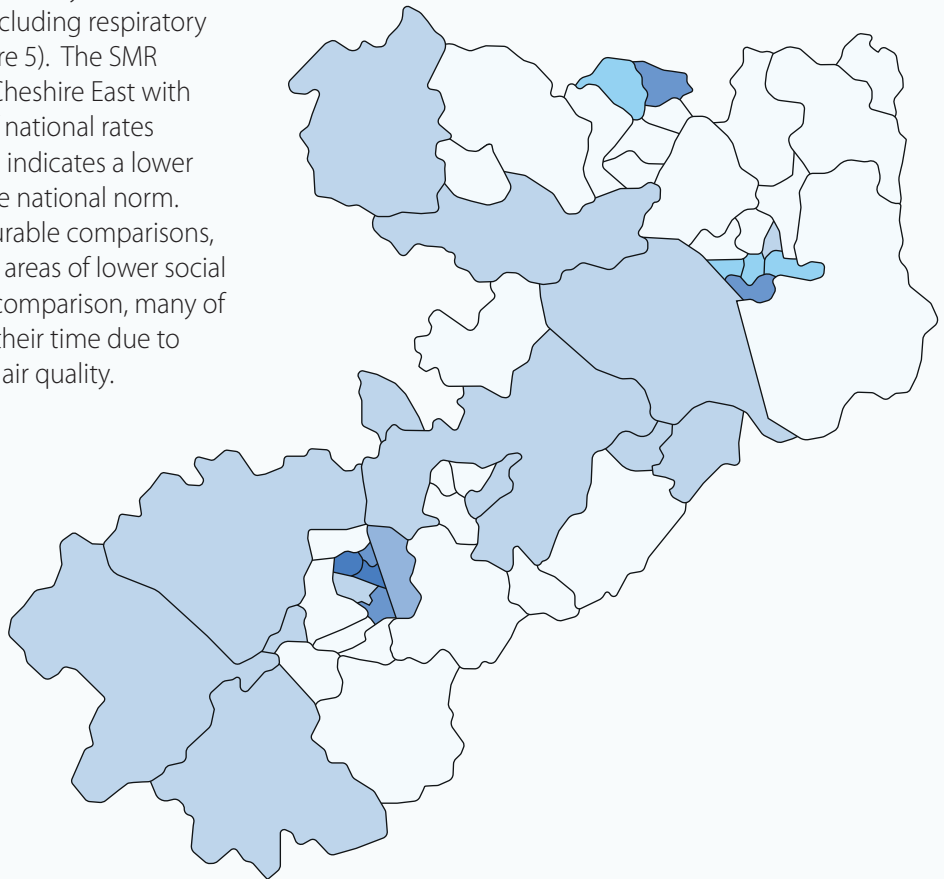 cluding respiratory
re 5). The SMR
Cheshire East with
national rates
indicates a lower
e national norm.
urable comparisons,
areas of lower social
comparison, many of
their time due to
air quality.